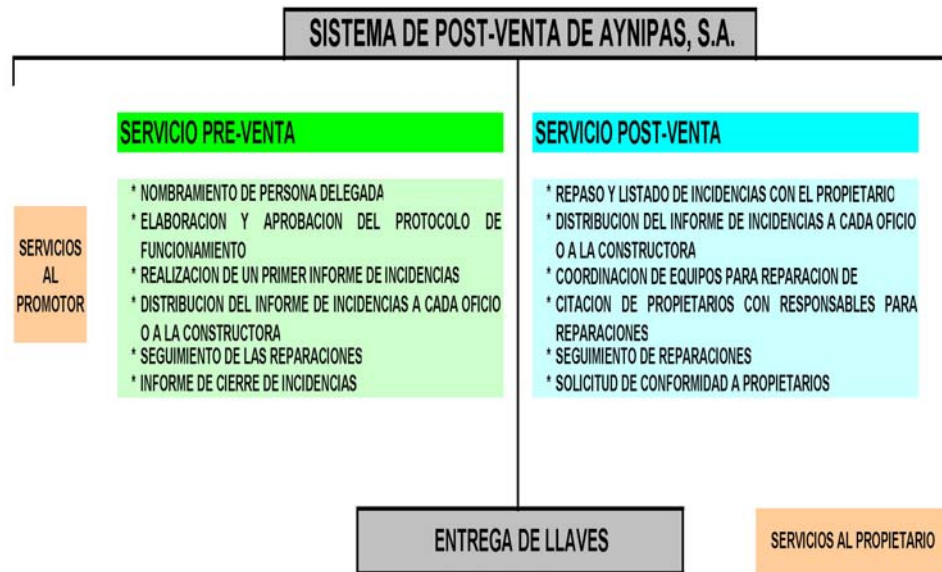 SISTEMA DE POST-VENTA DE AYNIPAS, S.A.
SERVICIO PRE-VENTA
* NOMBRAMIENTO DE PERSONA DELEGADA
* ELABORACION Y APROBACION DEL PROTOCOLO DE
FUNCIONAMIENTO
* REALIZACION DE UN PRIMER INFORME DE INCIDENCIAS
* DISTRIBUCION DEL INFORME DE INCIDENCIAS A CADA OFICIO
O A LA CONSTRUCTORA
* SEGUIMIENTO DE LAS REPARACIONES
* INFORME DE CIERRE DE INCIDENCIAS
SERVICIO POST-VENTA
* REPASO Y LISTADO DE INCIDENCIAS CON EL PROPIETARIO
* DISTRIBUCION DEL INFORME DE INCIDENCIAS A CADA OFICIO
O A LA CONSTRUCTORA
* COORDINACION DE EQUIPOS PARA REPARACION DE
* CITACION DE PROPIETARIOS CON RESPONSABLES PARA
REPARACIONES
* SEGUIMIENTO DE REPARACIONES
* SOLICITUD DE CONFORMIDAD A PROPIETARIOS
SERVICIOS
AL
PROMOTOR
ENTREGA DE LLAVES
SERVICIOS AL PROPIETARIO